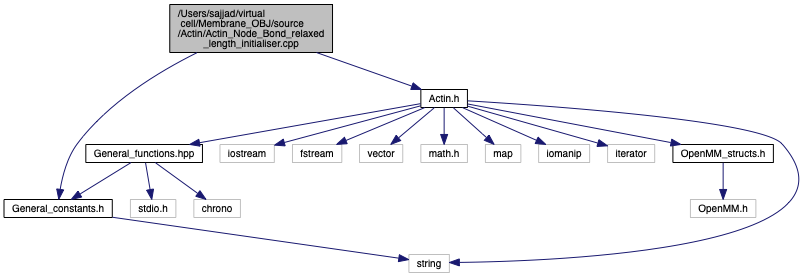 /Users/sajjad/virtual
cell/Membrane_OBJ/source
/Actin/Actin_Node_Bond_relaxed
_length_initialiser.cpp
Actin.h
General_functions.hpp
iostream
fstream
vector
math.h
map
iomanip
iterator
OpenMM_structs.h
General_constants.h
stdio.h
chrono
OpenMM.h
string